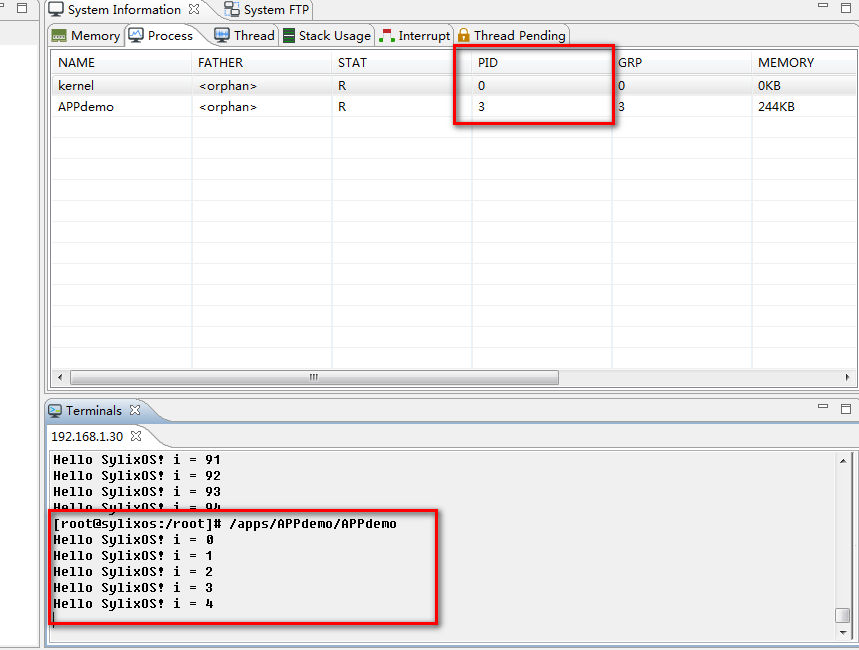 System Information System FTP
Memory Process Thread Stack Usage Interrupt Thread Pending
NAME FATHER STAT PID GRP MEMORY
kernel <orphan> R 0 0 0KB
APPdemo <orphan> R 3 3 244KB
Terminals
192.168.1.30
Hello SylixOS! i = 91
Hello SylixOS! i = 92
Hello SylixOS! i = 93
Hello SylixOS! i = 94
[root@sylixos:/root]# /apps/APPdemo/APPdemo
Hello SylixOS! i = 0
Hello SylixOS! i = 1
Hello SylixOS! i = 2
Hello SylixOS! i = 3
Hello SylixOS! i = 4